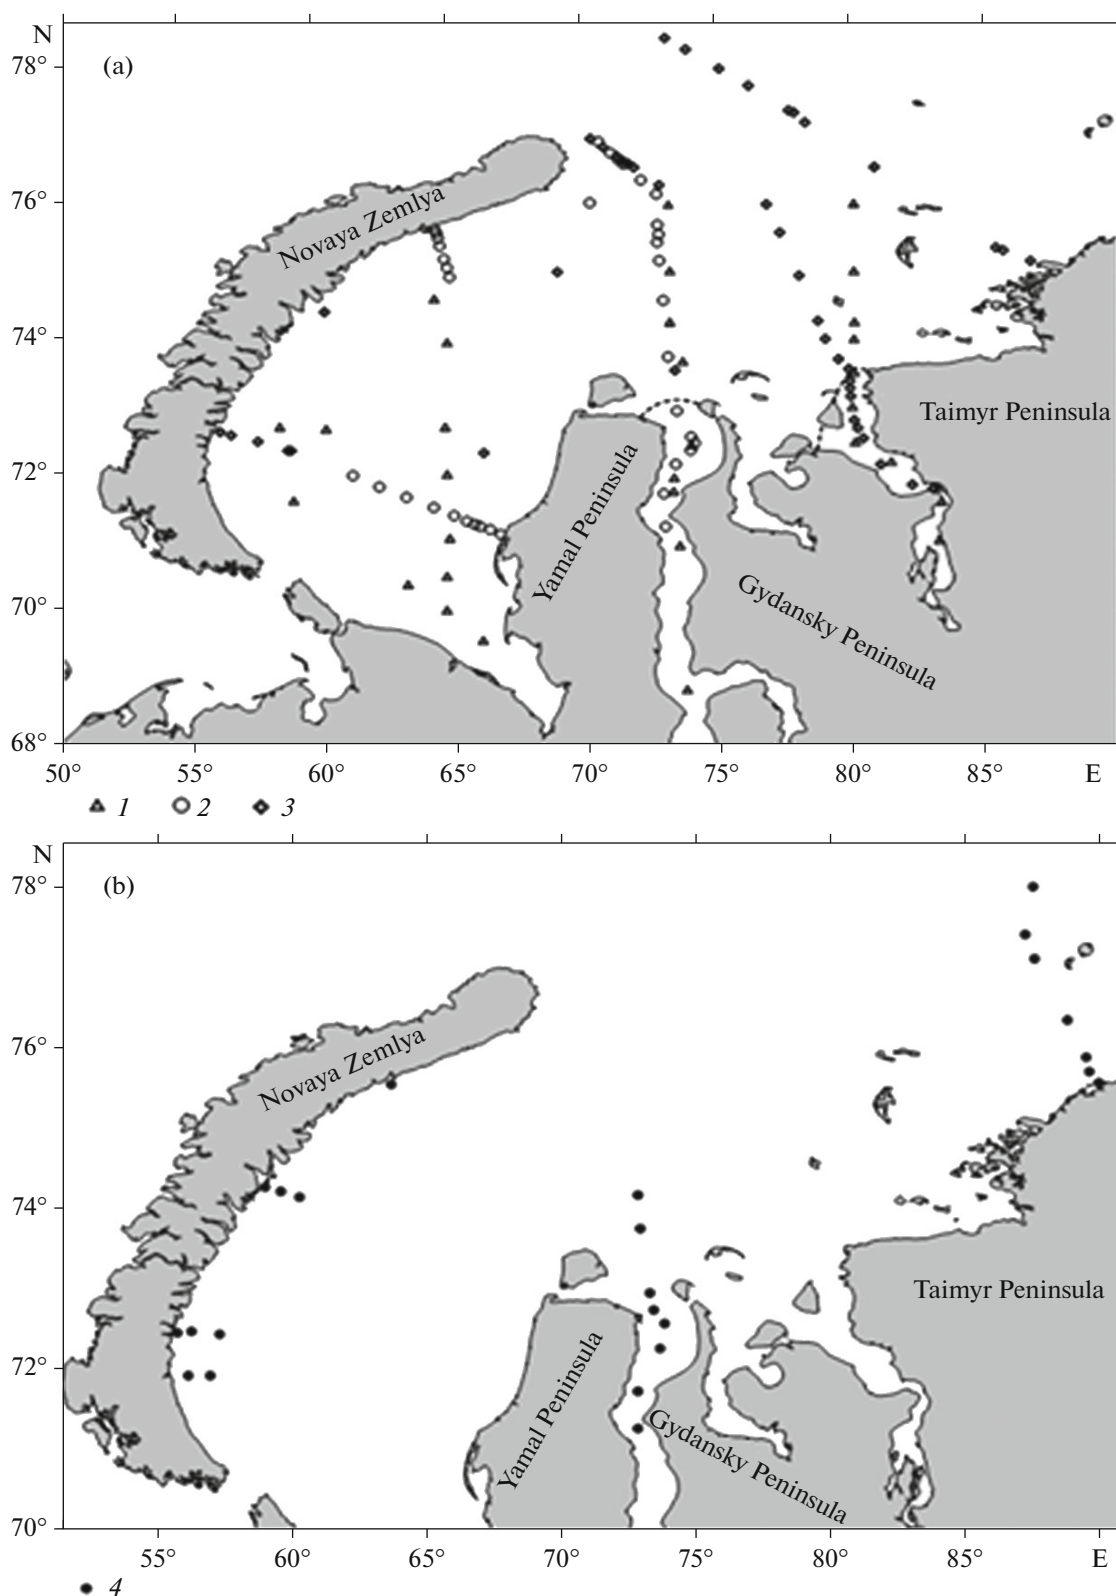 N
78°
(a)
76°
Novaya Zemlya
74°
Taimyr Peninsula
72°
Yamal Peninsula
Gydansky Peninsula
70°
68°
50° 55° 60° 65° 70° 75° 80° 85° E
1 2 3
N
78°
(b)
76°
Novaya Zemlya
74°
Taimyr Peninsula
72°
Yamal Peninsula
Gydansky Peninsula
70°
55° 60° 65° 70° 75° 80° 85° E
4